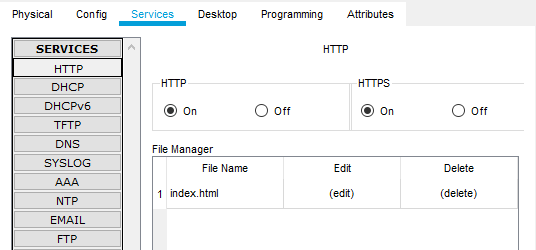 Physical Config Services Desktop Programming Attributes
SERVICES
HTTP
DHCP
DHCPv6
TFTP
DNS
SYSLOG
AAA
NTP
EMAIL
FTP
HTTP
HTTP
On Off
HTTPS
On Off
File Manager
File Name Edit Delete
1 index.html (edit) (delete)